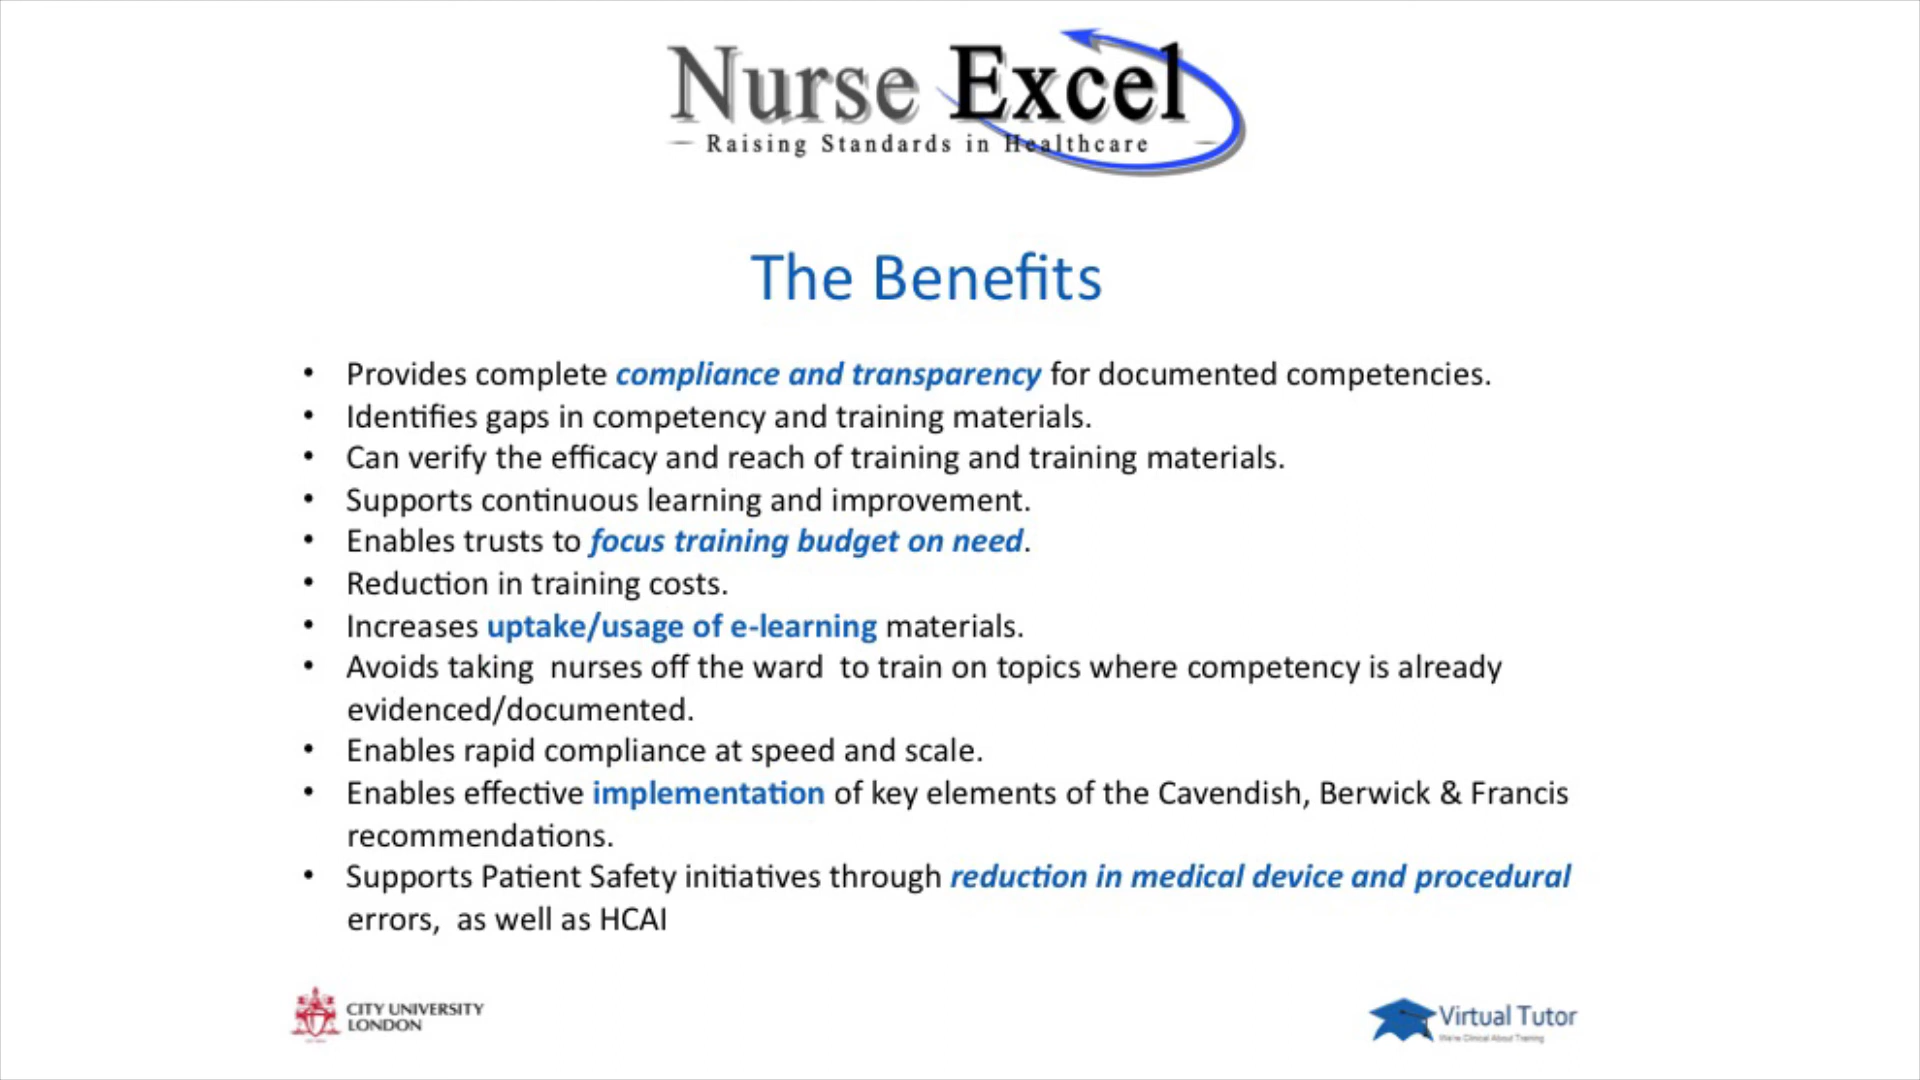 Nurse Excel
Raising Standards in Healthcare
The Benefits
• Provides complete compliance and transparency for documented competencies.
• Identifies gaps in competency and training materials.
• Can verify the efficacy and reach of training and training materials.
• Supports continuous learning and improvement.
• Enables trusts to focus training budget on need.
• Reduction in training costs.
• Increases uptake/usage of e-learning materials.
• Avoids taking  nurses off the ward  to train on topics where competency is already
evidenced/documented.
• Enables rapid compliance at speed and scale.
• Enables effective implementation of key elements of the Cavendish, Berwick & Francis
recommendations.
• Supports Patient Safety initiatives through reduction in medical device and procedural
errors,  as well as HCAI
CITY UNIVERSITY
LONDON
Virtual Tutor
We're Clinical About Training